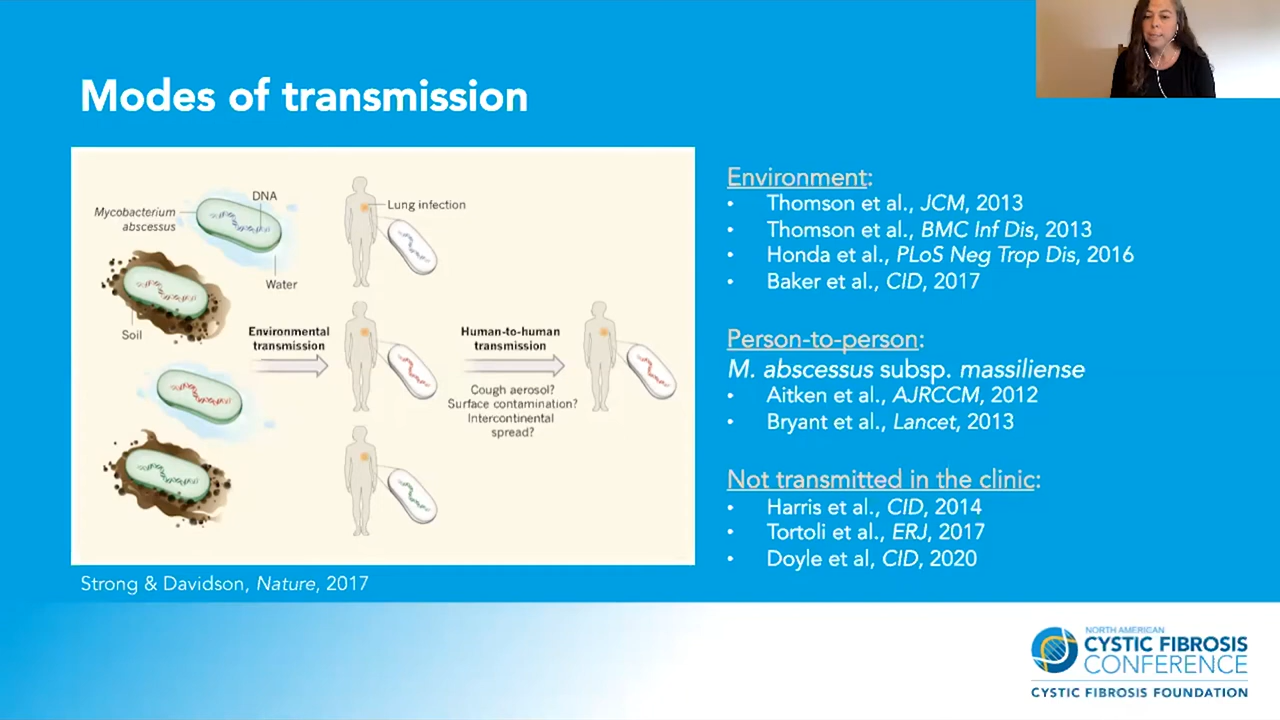 Modes of transmission
DNA
Mycobacterium
abscessus
Water
Soil
Lung infection
Environmental
transmission
Human-to-human
transmission
Cough aerosol?
Surface contamination?
Intercontinental
spread?
Strong & Davidson, Nature, 2017
Environment:
• Thomson et al., JCM, 2013
• Thomson et al., BMC Inf Dis, 2013
• Honda et al., PLoS Neg Trop Dis, 2016
• Baker et al., CID, 2017
Person-to-person:
M. abscessus subsp. massiliense
• Aitken et al., AJRCCM, 2012
• Bryant et al., Lancet, 2013
Not transmitted in the clinic:
• Harris et al., CID, 2014
• Tortoli et al., ERJ, 2017
• Doyle et al, CID, 2020
NORTH AMERICAN
CYSTIC FIBROSIS
CONFERENCE
CYSTIC FIBROSIS FOUNDATION